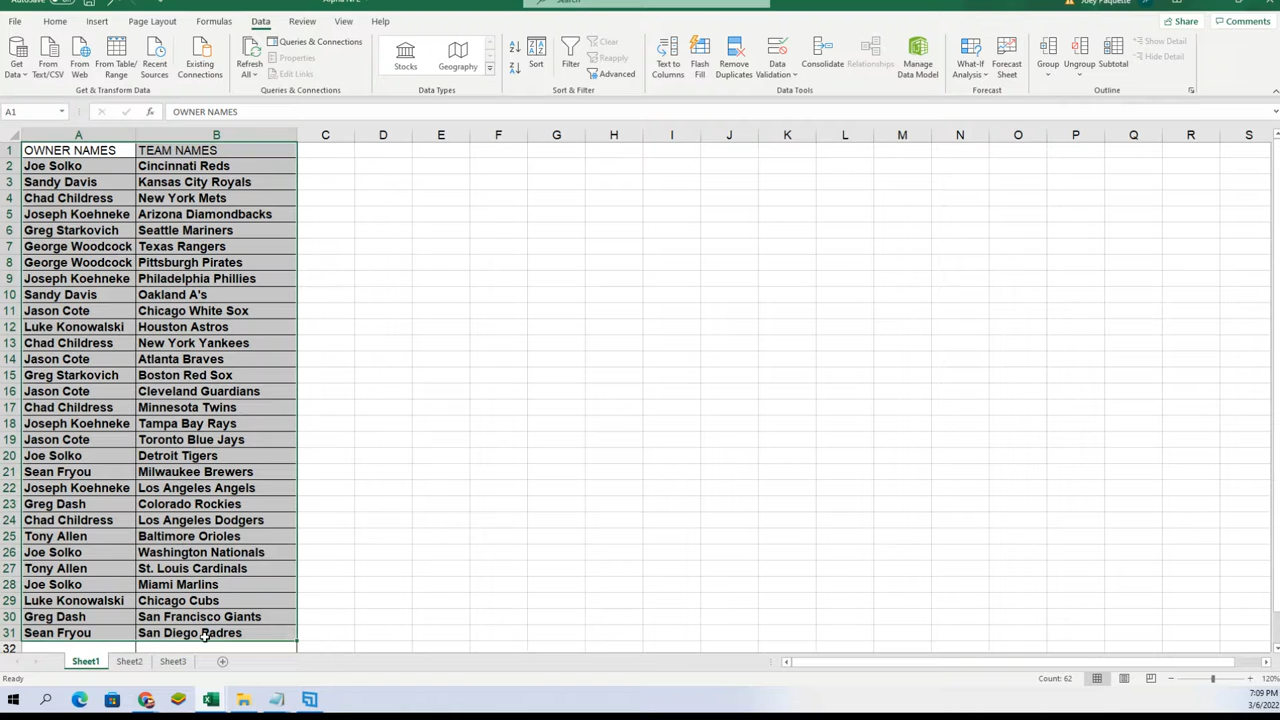 File Home Insert Page Layout Formulas Data Review View Help Share Comments
Get Data From Text/CSV From Web From Table/Range Recent Sources Existing Connections Refresh All Queries & Connections Properties Edit Links Stocks Geography Sort Filter Clear Reapply Advanced Text to Columns Flash Fill Remove Duplicates Data Validation Consolidate Relationships Manage Data Model What-If Analysis Forecast Sheet Group Ungroup Subtotal Show Detail Hide Detail
Get & Transform Data Queries & Connections Data Types Sort & Filter Data Tools Forecast Outline
A1 fx OWNER NAMES
A B C D E F G H I J K L M N O P Q R S
1 OWNER NAMES TEAM NAMES
2 Joe Solko Cincinnati Reds
3 Sandy Davis Kansas City Royals
4 Chad Childress New York Mets
5 Joseph Koehneke Arizona Diamondbacks
6 Greg Starkovich Seattle Mariners
7 George Woodcock Texas Rangers
8 George Woodcock Pittsburgh Pirates
9 Joseph Koehneke Philadelphia Phillies
10 Sandy Davis Oakland A's
11 Jason Cote Chicago White Sox
12 Luke Konowalski Houston Astros
13 Chad Childress New York Yankees
14 Jason Cote Atlanta Braves
15 Greg Starkovich Boston Red Sox
16 Jason Cote Cleveland Guardians
17 Chad Childress Minnesota Twins
18 Joseph Koehneke Tampa Bay Rays
19 Jason Cote Toronto Blue Jays
20 Joe Solko Detroit Tigers
21 Sean Fryou Milwaukee Brewers
22 Joseph Koehneke Los Angeles Angels
23 Greg Dash Colorado Rockies
24 Chad Childress Los Angeles Dodgers
25 Tony Allen Baltimore Orioles
26 Joe Solko Washington Nationals
27 Tony Allen St. Louis Cardinals
28 Joe Solko Miami Marlins
29 Luke Konowalski Chicago Cubs
30 Greg Dash San Francisco Giants
31 Sean Fryou San Diego Padres
32
Sheet1 Sheet2 Sheet3
Ready Count: 62 120%
7:09 PM
3/6/2022